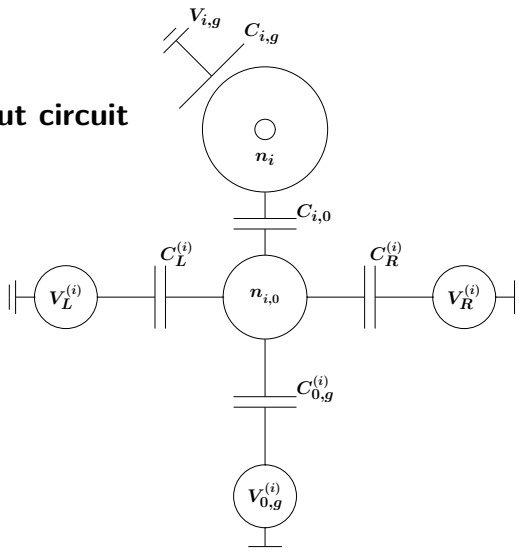 V_{i,g}
C_{i,g}
ut circuit
n_i
C_{i,0}
C_L^{(i)}
C_R^{(i)}
V_L^{(i)}
n_{i,0}
V_R^{(i)}
C_{0,g}^{(i)}
V_{0,g}^{(i)}